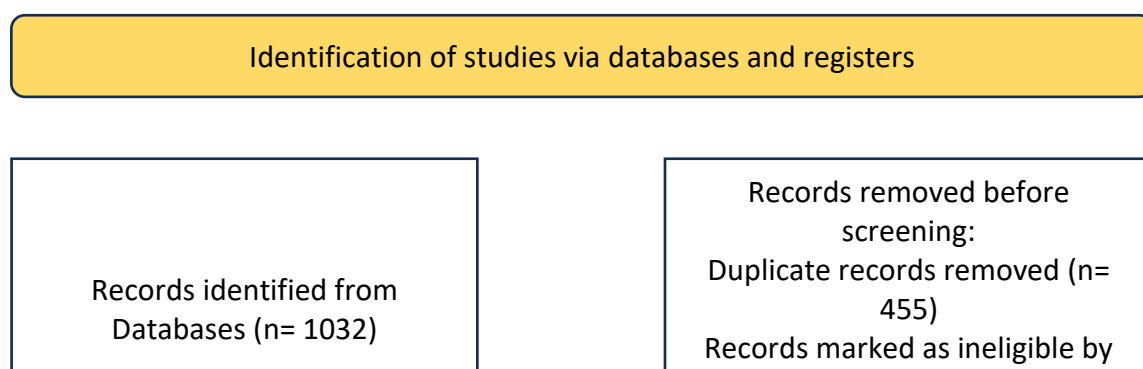 Identification of studies via databases and registers
Records identified from
Databases (n= 1032)
Records removed before
screening:
Duplicate records removed (n=
455)
Records marked as ineligible by